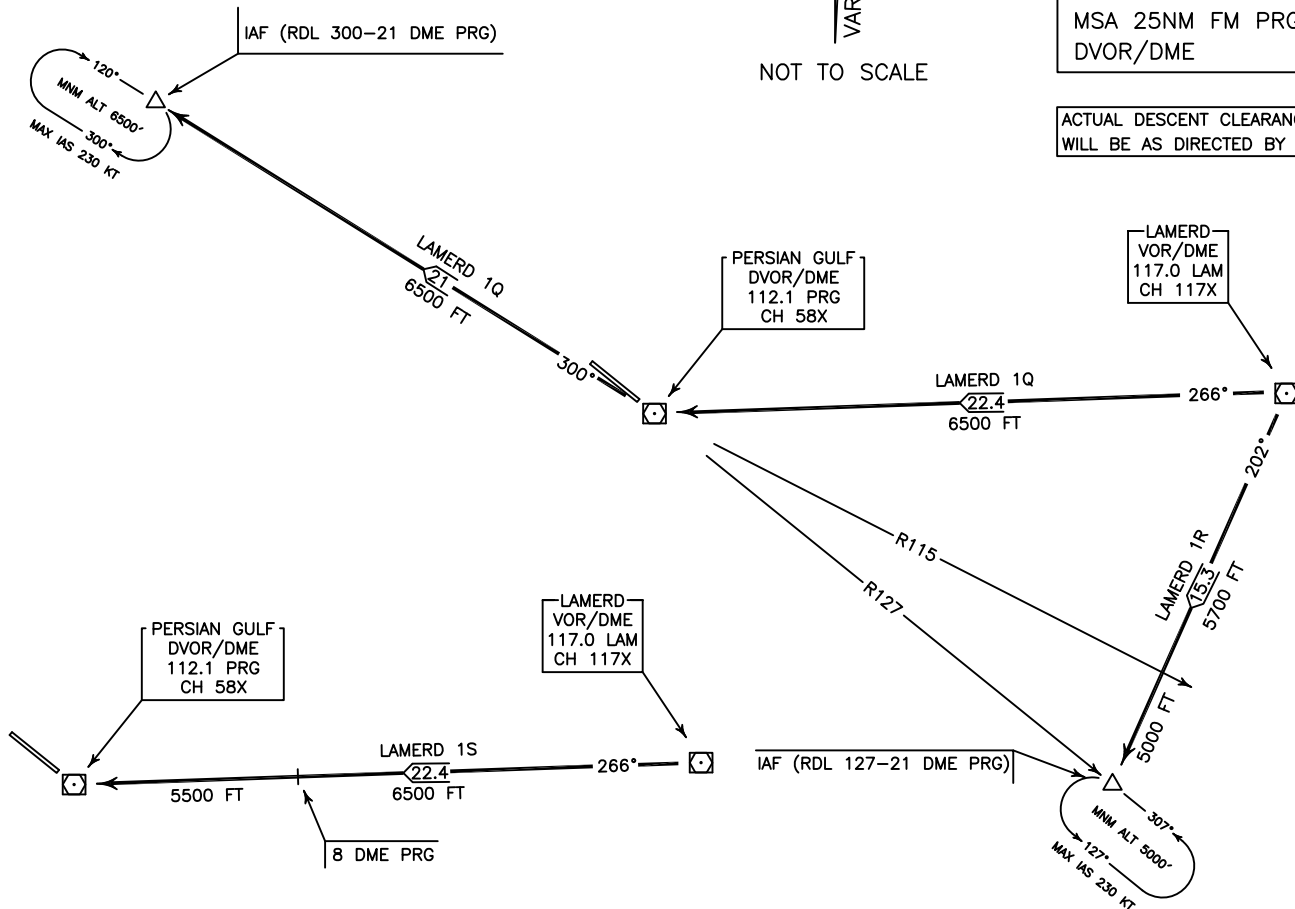 IAF (RDL 300-21 DME PRG)
VAR
NOT TO SCALE
MSA 25NM FM PRG
DVOR/DME
ACTUAL DESCENT CLEARANC
WILL BE AS DIRECTED BY
120°
MNM ALT 6500'
300°
MAX IAS 230 KT
LAMERD 1Q
21
6500 FT
300°
PERSIAN GULF
DVOR/DME
112.1 PRG
CH 58X
LAMERD
VOR/DME
117.0 LAM
CH 117X
LAMERD 1Q
22.4
6500 FT
266°
202°
LAMERD 1R
15.3
5700 FT
5000 FT
R115
R127
PERSIAN GULF
DVOR/DME
112.1 PRG
CH 58X
LAMERD
VOR/DME
117.0 LAM
CH 117X
LAMERD 1S
22.4
266°
5500 FT
6500 FT
8 DME PRG
IAF (RDL 127-21 DME PRG)
307°
MNM ALT 5000'
127°
MAX IAS 230 KT